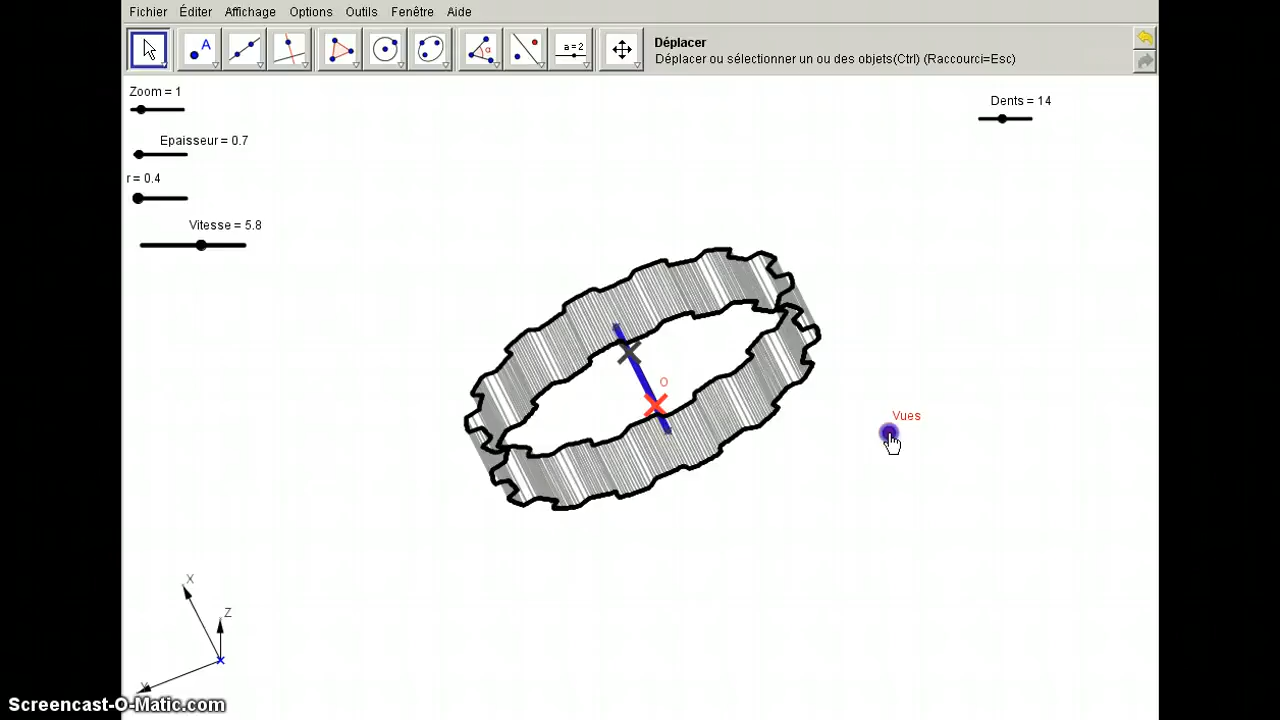 Fichier Éditer Affichage Options Outils Fenêtre Aide
A
α
a = 2
Déplacer
Déplacer ou sélectionner un ou des objets(Ctrl) (Raccourci=Esc)
Zoom = 1
Dents = 14
Epaisseur = 0.7
r = 0.4
Vitesse = 5.8
O
Vues
X
Z
Y
Screencast-O-Matic.com